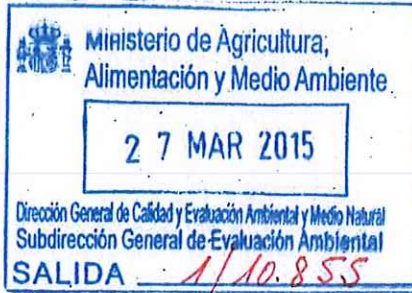 Ministerio de Agricultura,
Alimentación y Medio Ambiente
2 7 MAR 2015
Dirección General de Calidad y Evaluación Ambiental y Medio Natural
Subdirección General de Evaluación Ambiental
SALIDA 1/10.855